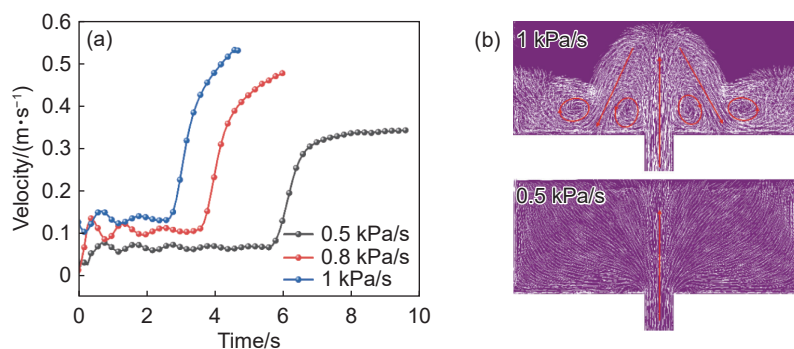 (a)
Velocity/(m·s⁻¹)
0.6
0.5
0.4
0.3
0.2
0.1
0
0 2 4 6 8 10
Time/s
0.5 kPa/s
0.8 kPa/s
1 kPa/s
(b)
1 kPa/s
0.5 kPa/s